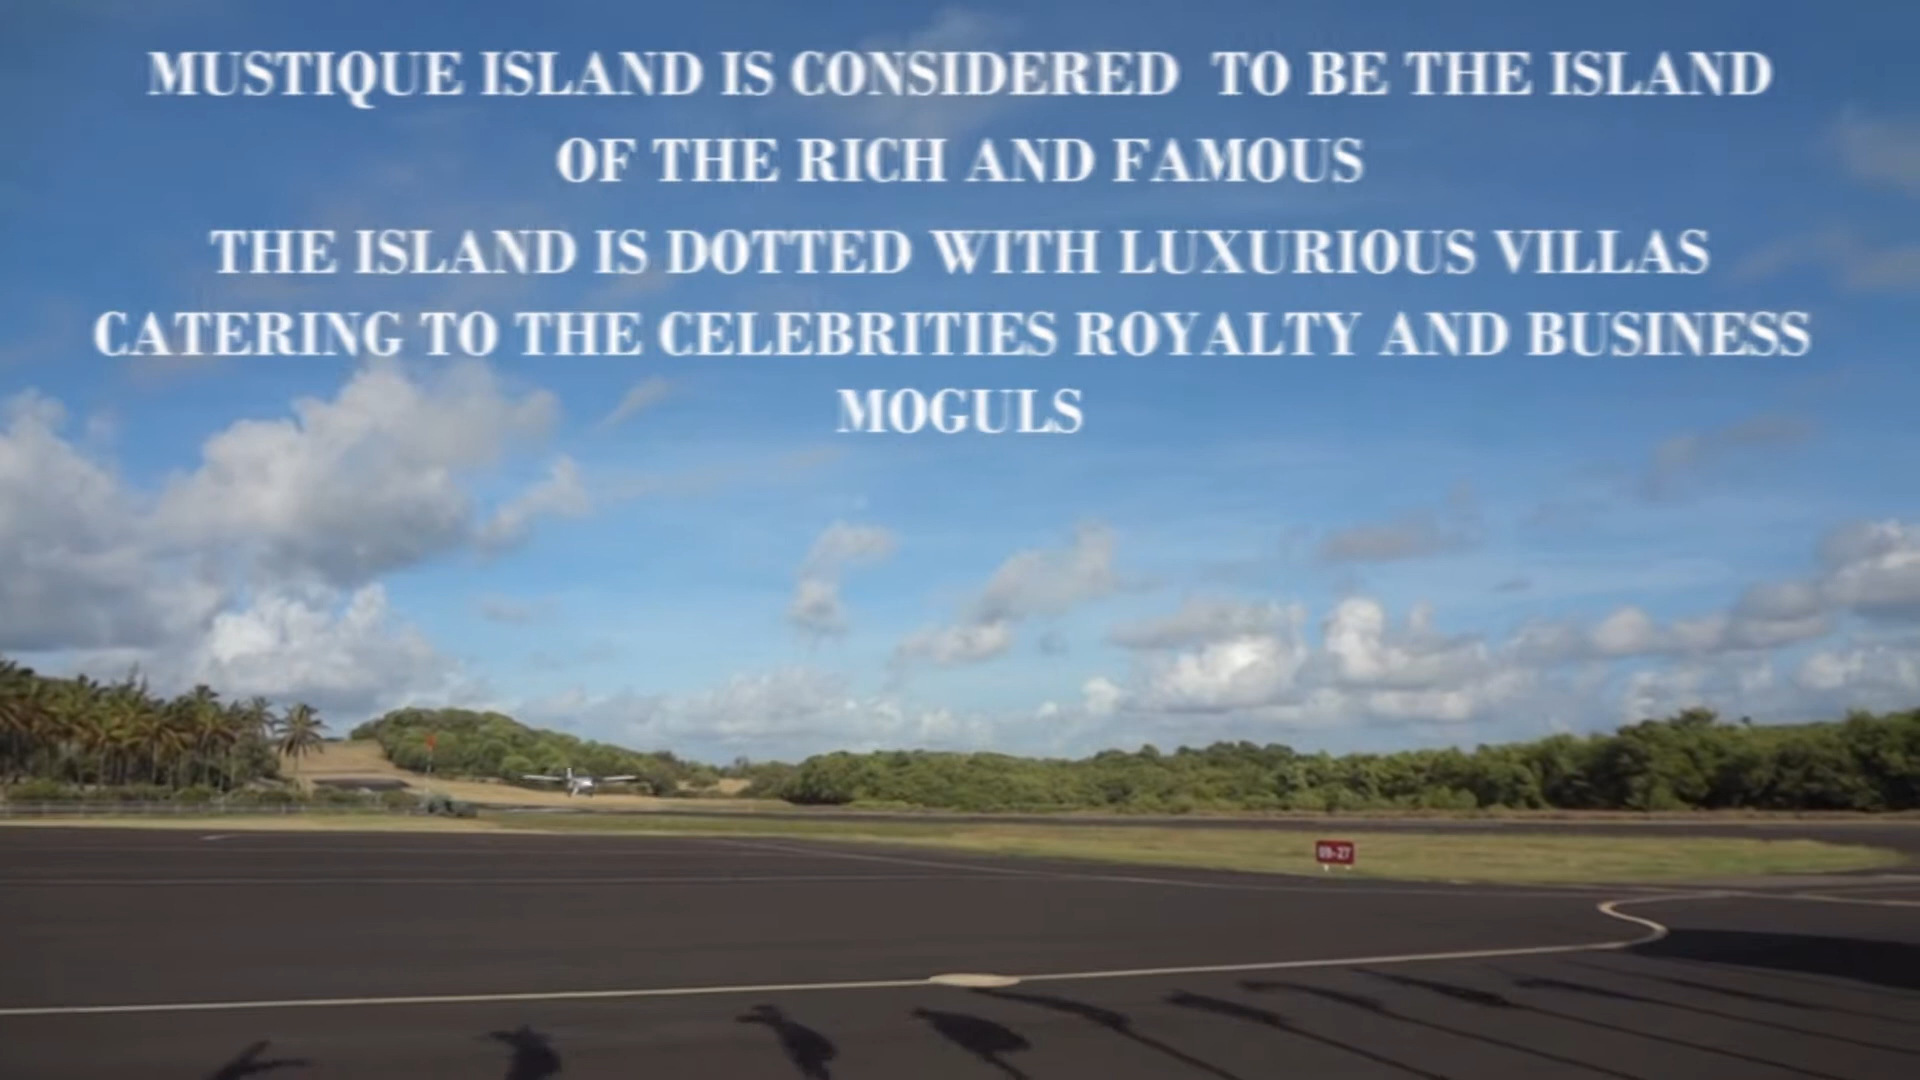 MUSTIQUE ISLAND IS CONSIDERED TO BE THE ISLAND
OF THE RICH AND FAMOUS
THE ISLAND IS DOTTED WITH LUXURIOUS VILLAS
CATERING TO THE CELEBRITIES ROYALTY AND BUSINESS
MOGULS
09-27